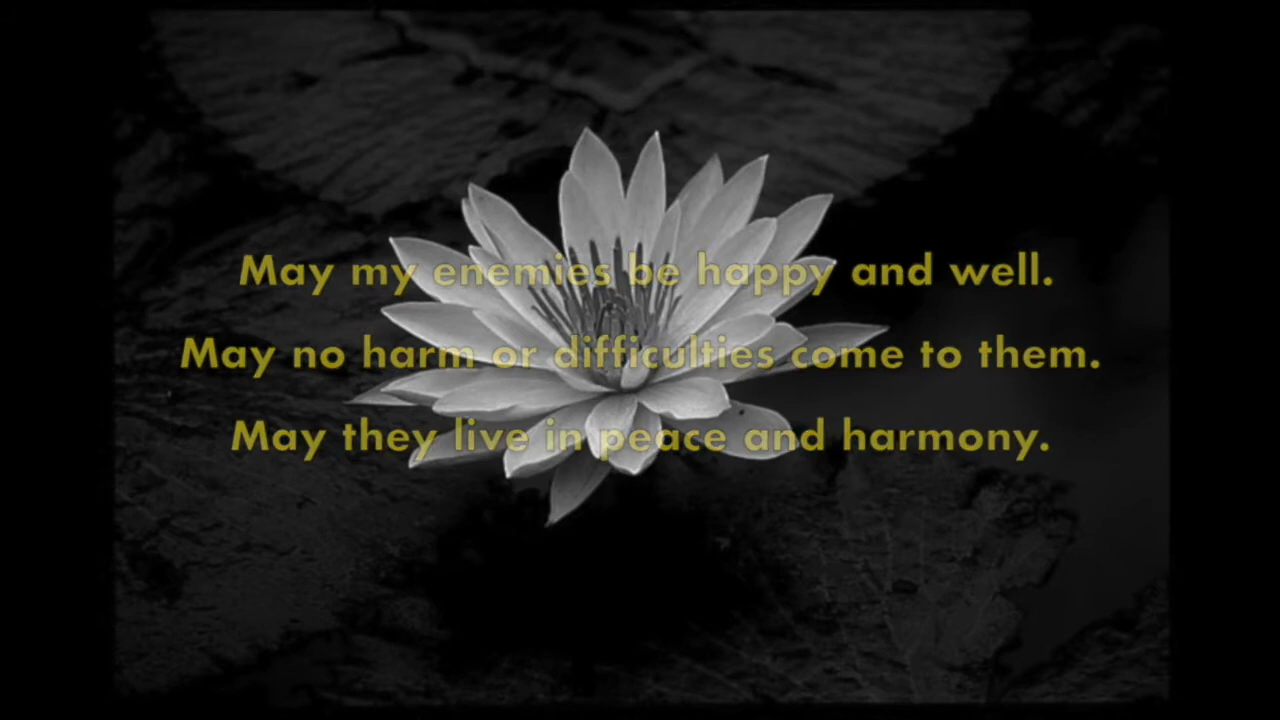 May my enemies be happy and well.
May no harm or difficulties come to them.
May they live in peace and harmony.